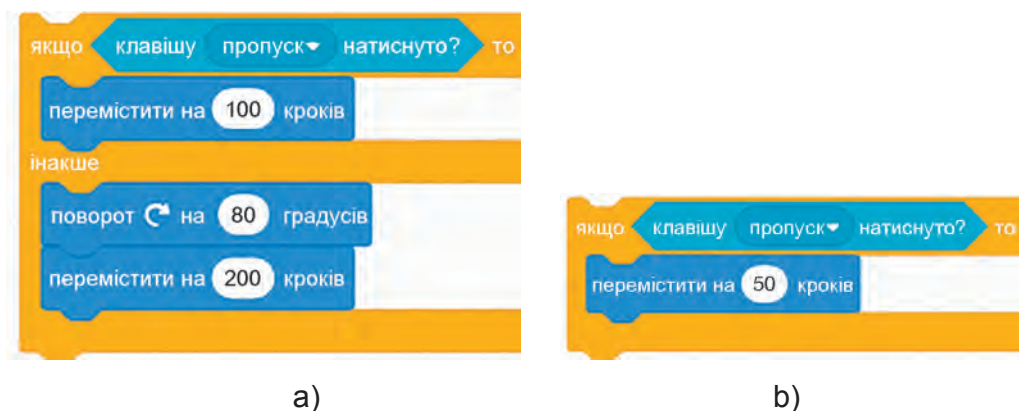 якщо клавішу пропуск натиснуто? то
перемістити на 100 кроків
інакше
поворот на 80 градусів
перемістити на 200 кроків
a)
якщо клавішу пропуск натиснуто? то
перемістити на 50 кроків
b)